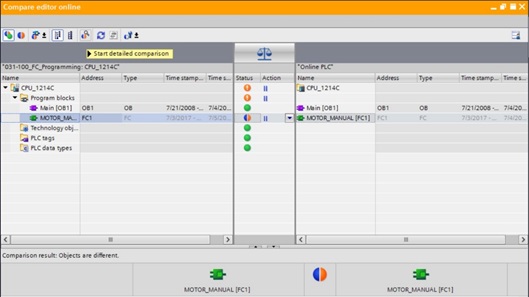 Compare editor online
Start detailed comparison
"031-100_FC_Programming: CPU_1214C" "Online PLC"
Name Address Type Time stamp... Time s... Status Action Name Address Type Time stamp... Time s...
CPU_1214C CPU_1214C
Program blocks
Main [OB1] OB1 OB 7/21/2008 -... 7/4/20... Main [OB1] OB1 OB 7/21/2008 -... 7/4/20...
MOTOR_MA... FC1 FC 7/3/2017 -... 7/5/20... MOTOR_MANUAL [FC1] FC1 FC 7/3/2017 -... 7/4/20...
Technology obj...
PLC tags
PLC data types
Comparison result: Objects are different.
MOTOR_MANUAL [FC1] MOTOR_MANUAL [FC1]